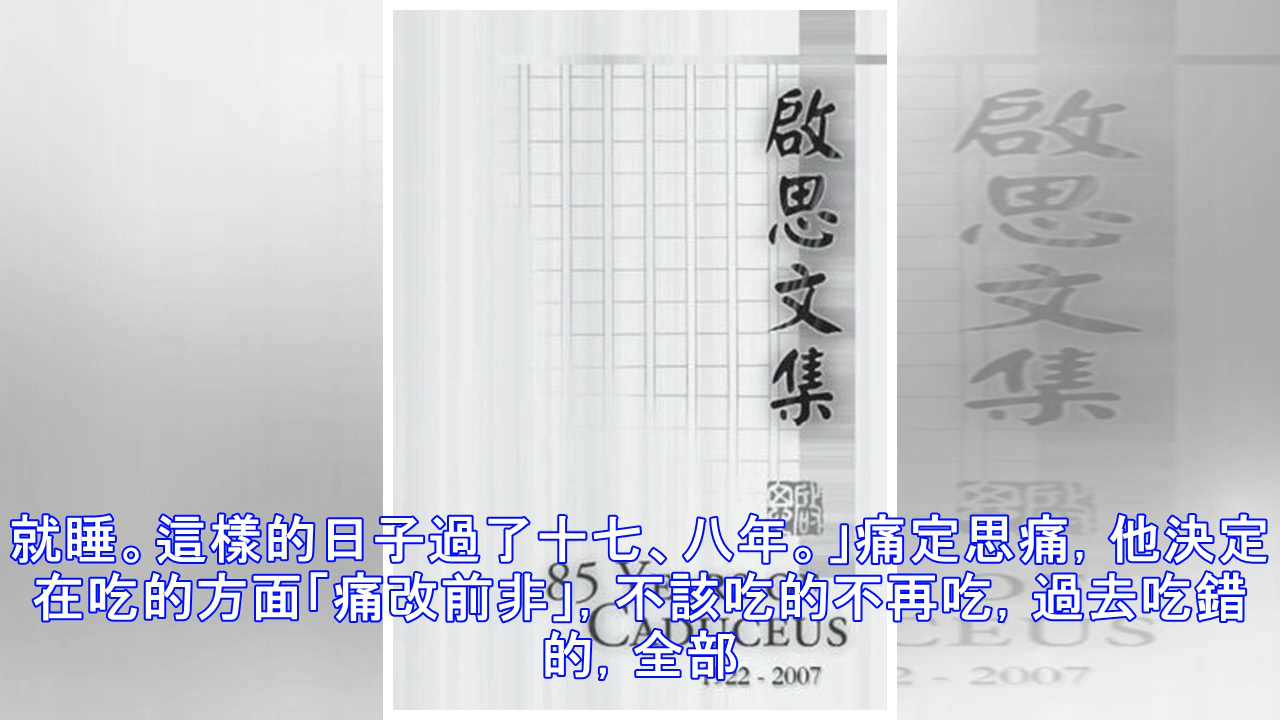 啟思文集
就睡。這樣的日子過了十七、八年。」痛定思痛, 他決定
在吃的方面「痛改前非」, 不該吃的不再吃, 過去吃錯
的, 全部
85
CADUCEUS
1922 - 2007